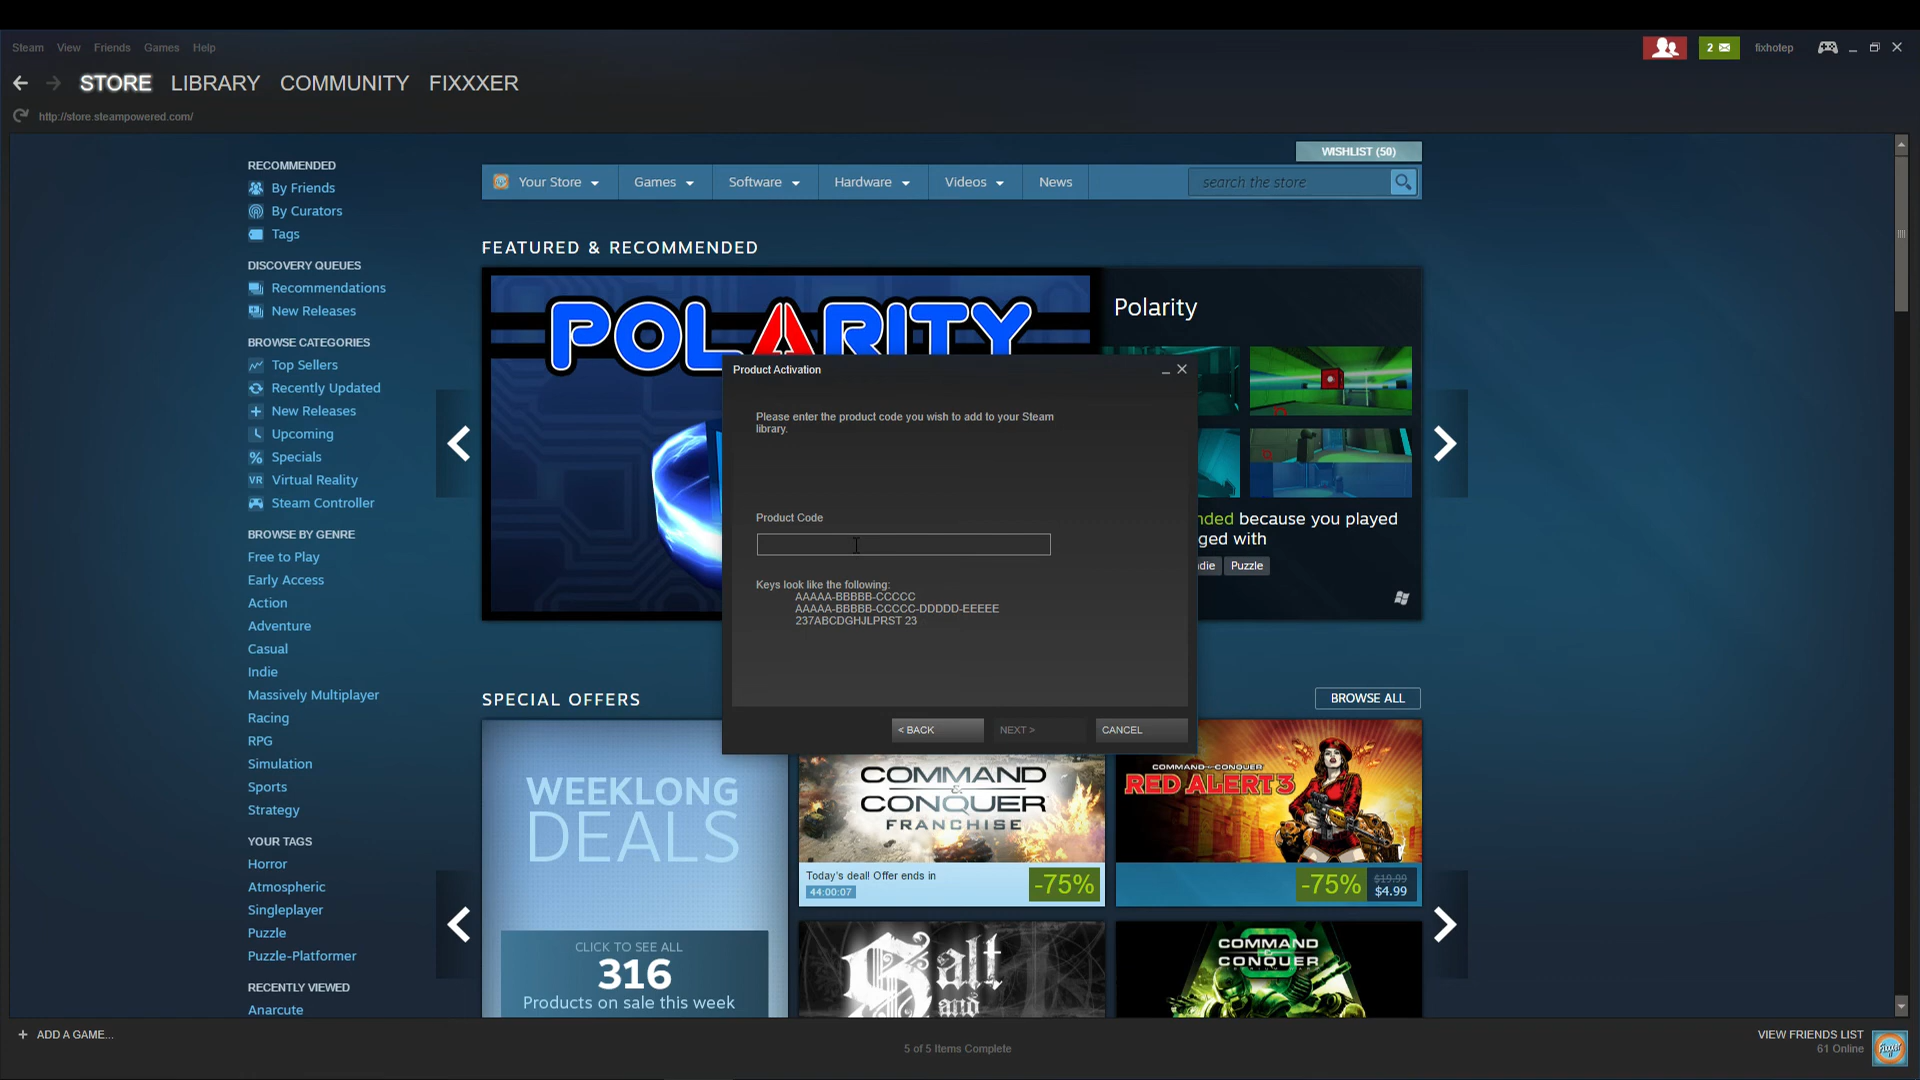 Steam View Friends Games Help
2
fixhotep
STORE LIBRARY COMMUNITY FIXXXER
http://store.steampowered.com/
WISHLIST (50)
Your Store Games Software Hardware Videos News
search the store
RECOMMENDED
By Friends
By Curators
Tags
DISCOVERY QUEUES
Recommendations
New Releases
BROWSE CATEGORIES
Top Sellers
Recently Updated
New Releases
Upcoming
Specials
VR Virtual Reality
Steam Controller
BROWSE BY GENRE
Free to Play
Early Access
Action
Adventure
Casual
Indie
Massively Multiplayer
Racing
RPG
Simulation
Sports
Strategy
YOUR TAGS
Horror
Atmospheric
Singleplayer
Puzzle
Puzzle-Platformer
RECENTLY VIEWED
Anarcute
FEATURED & RECOMMENDED
POLARITY
Polarity
nded because you played
ged with
die Puzzle
Product Activation
Please enter the product code you wish to add to your Steam
library.
Product Code
Keys look like the following:
AAAAA-BBBBB-CCCCC
AAAAA-BBBBB-CCCCC-DDDDD-EEEEE
237ABCDGHJLPRST 23
< BACK NEXT > CANCEL
SPECIAL OFFERS
BROWSE ALL
WEEKLONG
DEALS
CLICK TO SEE ALL
316
Products on sale this week
COMMAND
&
CONQUER
FRANCHISE
Today's deal! Offer ends in
44:00:07
-75%
COMMAND & CONQUER
RED ALERT 3
-75%
$19.99
$4.99
Salt
and
COMMAND
&
CONQUER
3
+ ADD A GAME...
5 of 5 Items Complete
VIEW FRIENDS LIST
61 Online